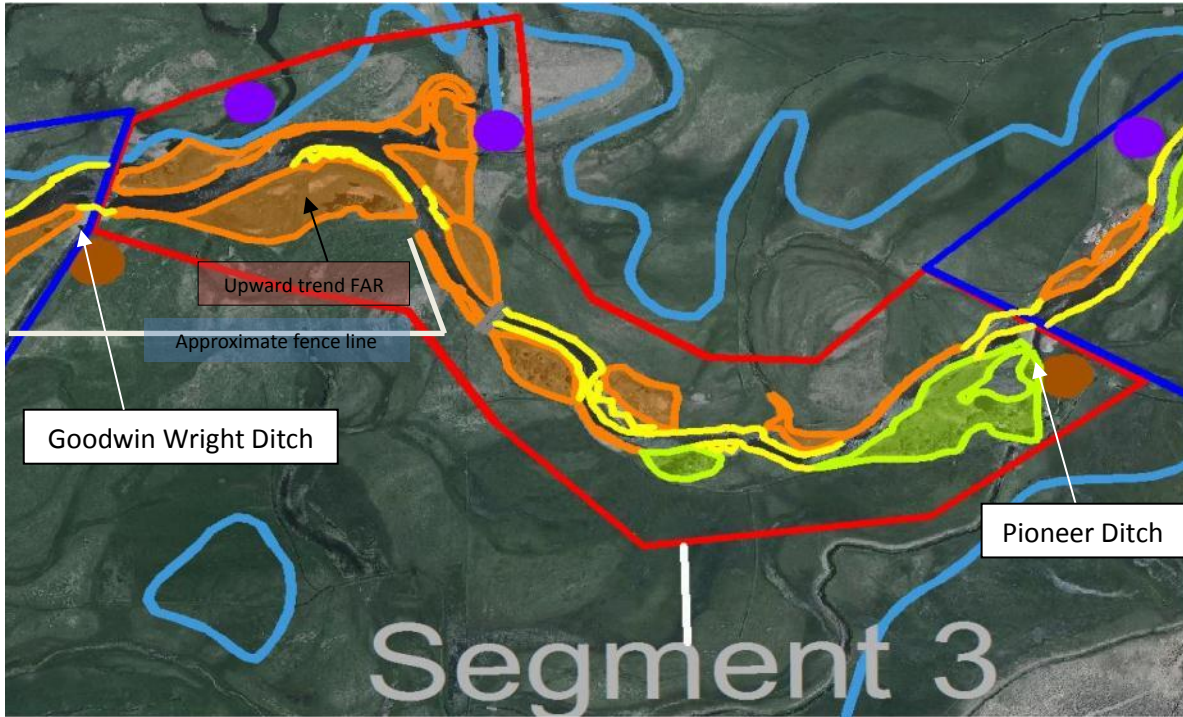 Upward trend FAR
Approximate fence line
Goodwin Wright Ditch
Pioneer Ditch
Segment 3